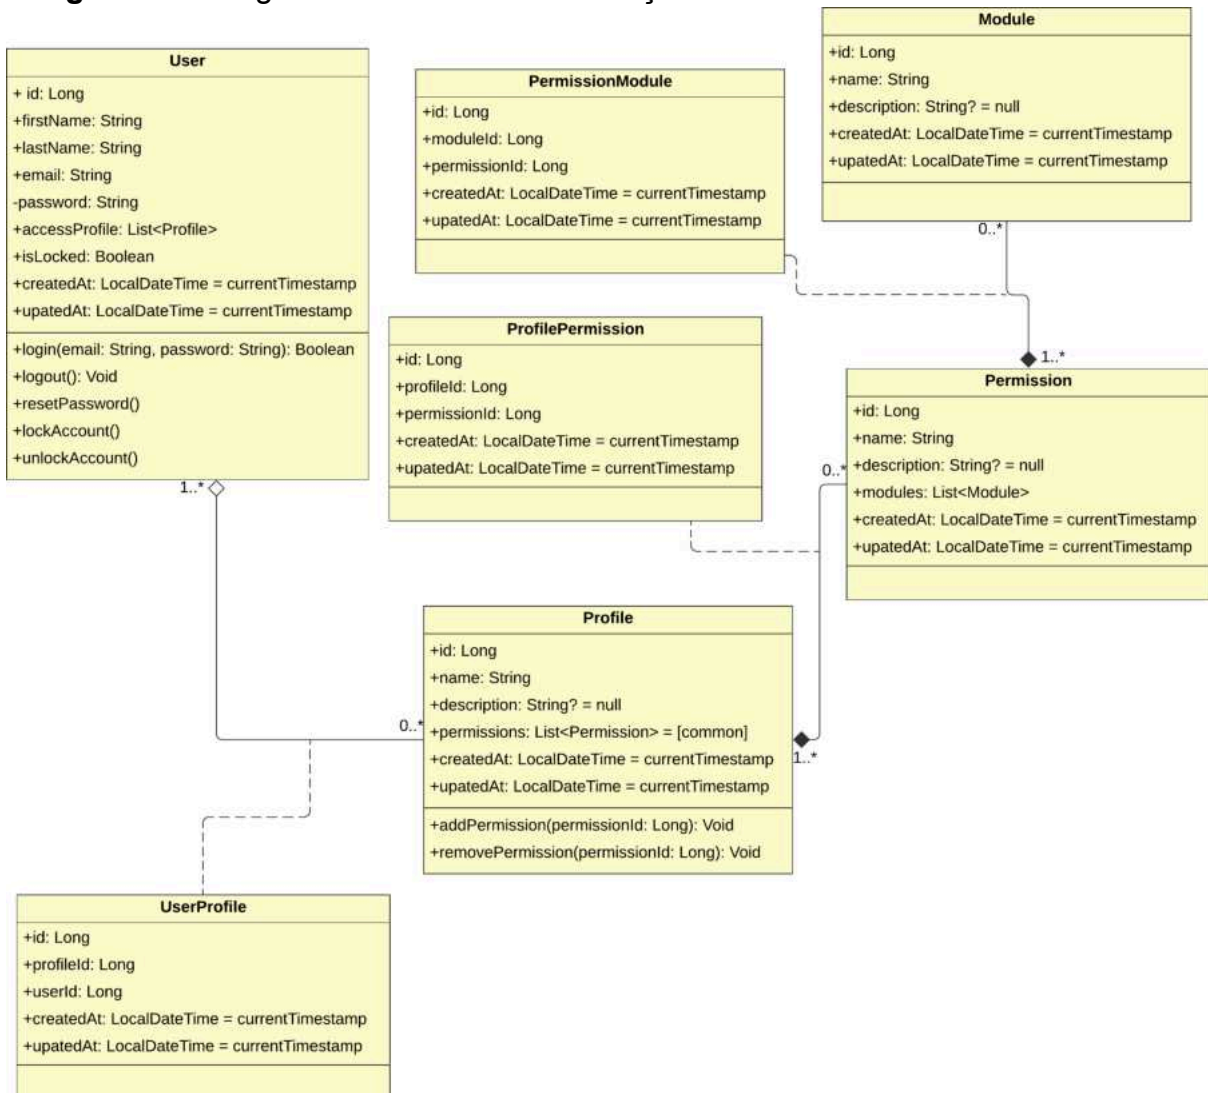 User
+ id: Long
+firstName: String
+lastName: String
+email: String
-password: String
+accessProfile: List<Profile>
+isLocked: Boolean
+createdAt: LocalDateTime = currentTimestamp
+upatedAt: LocalDateTime = currentTimestamp
+login(email: String, password: String): Boolean
+logout(): Void
+resetPassword()
+lockAccount()
+unlockAccount()
1..*
PermissionModule
+id: Long
+moduleId: Long
+permissionId: Long
+createdAt: LocalDateTime = currentTimestamp
+upatedAt: LocalDateTime = currentTimestamp
Module
+id: Long
+name: String
+description: String? = null
+createdAt: LocalDateTime = currentTimestamp
+upatedAt: LocalDateTime = currentTimestamp
0..*
1..*
ProfilePermission
+id: Long
+profileId: Long
+permissionId: Long
+createdAt: LocalDateTime = currentTimestamp
+upatedAt: LocalDateTime = currentTimestamp
Permission
+id: Long
+name: String
+description: String? = null
+modules: List<Module>
+createdAt: LocalDateTime = currentTimestamp
+upatedAt: LocalDateTime = currentTimestamp
0..*
Profile
+id: Long
+name: String
+description: String? = null
+permissions: List<Permission> = [common]
+createdAt: LocalDateTime = currentTimestamp
+upatedAt: LocalDateTime = currentTimestamp
+addPermission(permissionId: Long): Void
+removePermission(permissionId: Long): Void
0..*
1..*
UserProfile
+id: Long
+profileId: Long
+userId: Long
+createdAt: LocalDateTime = currentTimestamp
+upatedAt: LocalDateTime = currentTimestamp